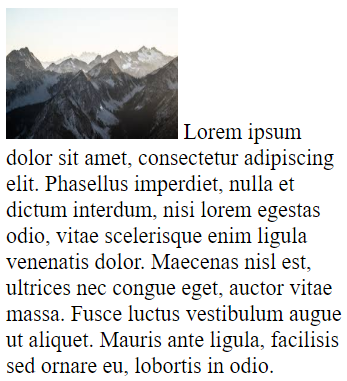 Lorem ipsum
dolor sit amet, consectetur adipiscing
elit. Phasellus imperdiet, nulla et
dictum interdum, nisi lorem egestas
odio, vitae scelerisque enim ligula
venenatis dolor. Maecenas nisl est,
ultrices nec congue eget, auctor vitae
massa. Fusce luctus vestibulum augue
ut aliquet. Mauris ante ligula, facilisis
sed ornare eu, lobortis in odio.